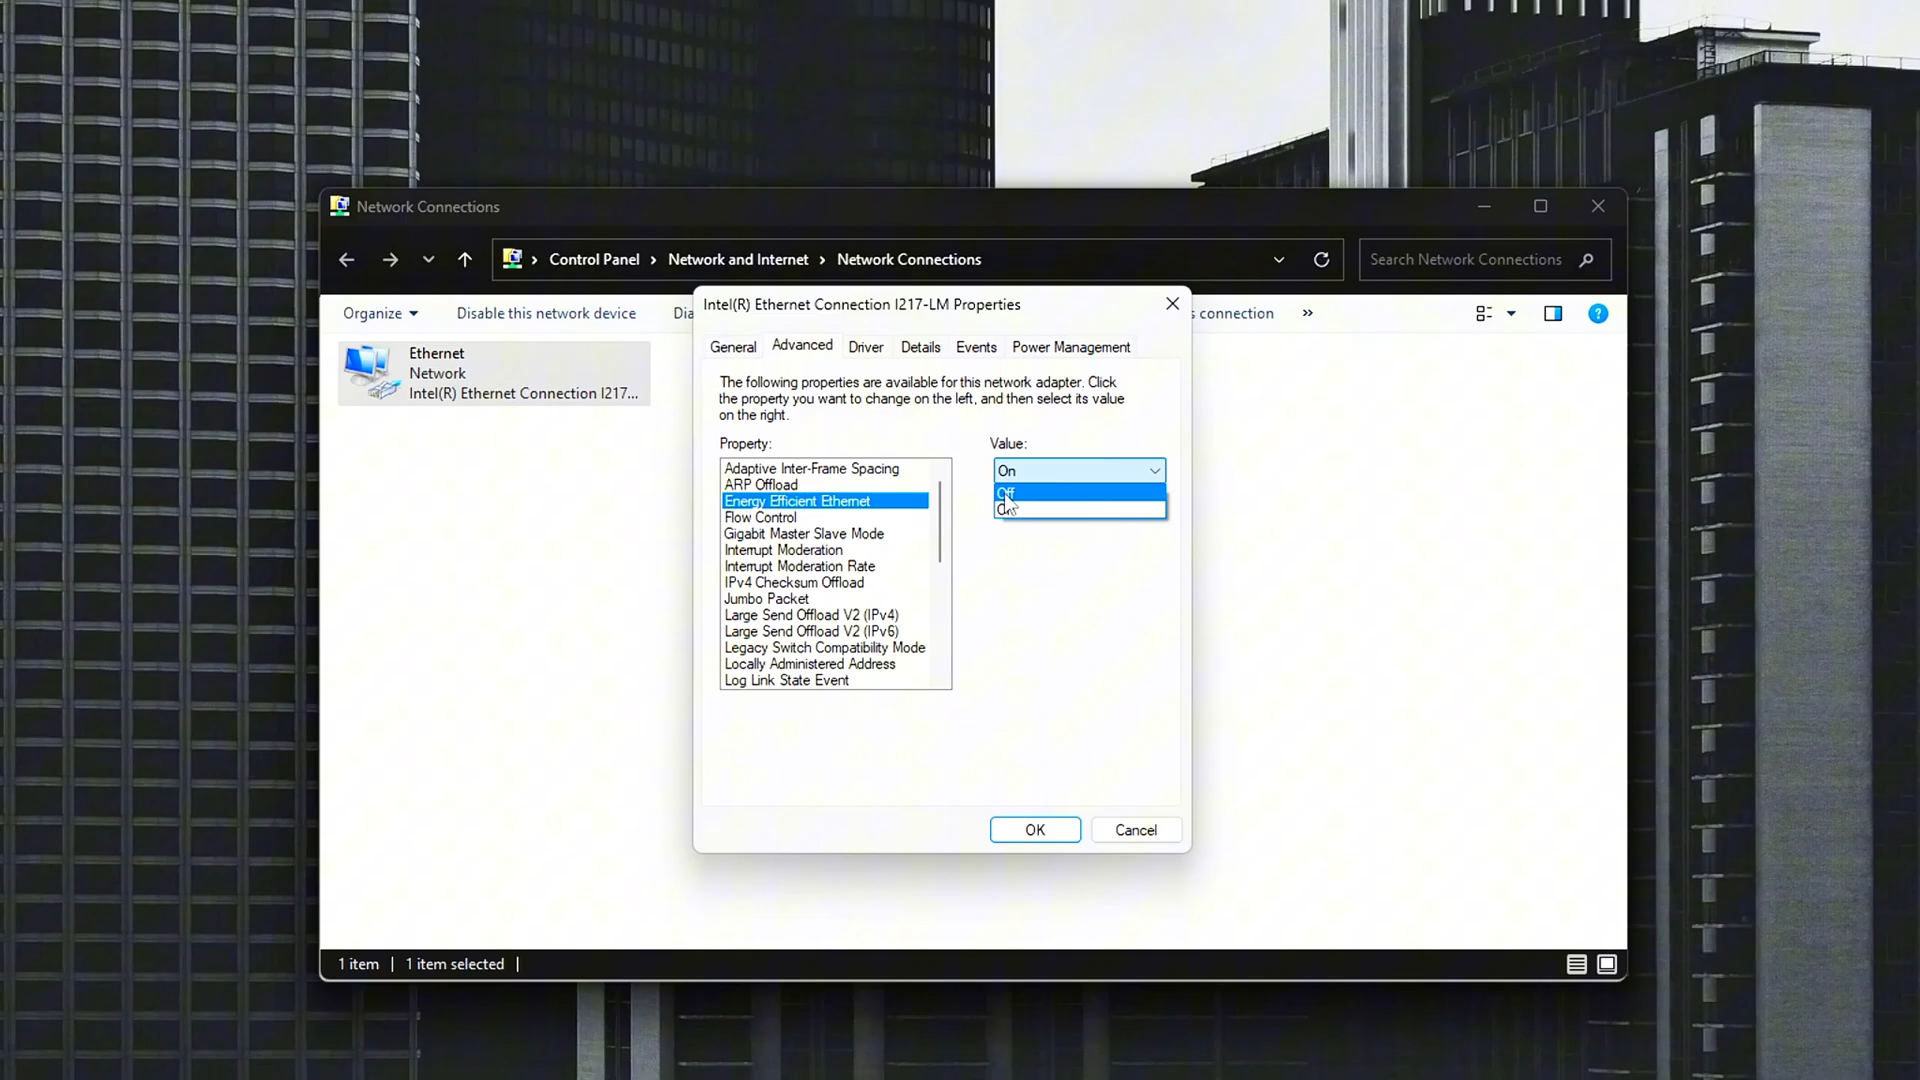 Network Connections
Control Panel
Network and Internet
Network Connections
Search Network Connections
Organize
Disable this network device
Dia
s connection
Ethernet
Network
Intel(R) Ethernet Connection I217...
Intel(R) Ethernet Connection I217-LM Properties
General
Advanced
Driver
Details
Events
Power Management
The following properties are available for this network adapter. Click
the property you want to change on the left, and then select its value
on the right.
Property:
Value:
Adaptive Inter-Frame Spacing
ARP Offload
Energy Efficient Ethernet
Flow Control
Gigabit Master Slave Mode
Interrupt Moderation
Interrupt Moderation Rate
IPv4 Checksum Offload
Jumbo Packet
Large Send Offload V2 (IPv4)
Large Send Offload V2 (IPv6)
Legacy Switch Compatibility Mode
Locally Administered Address
Log Link State Event
On
Off
OK
Cancel
1 item
1 item selected